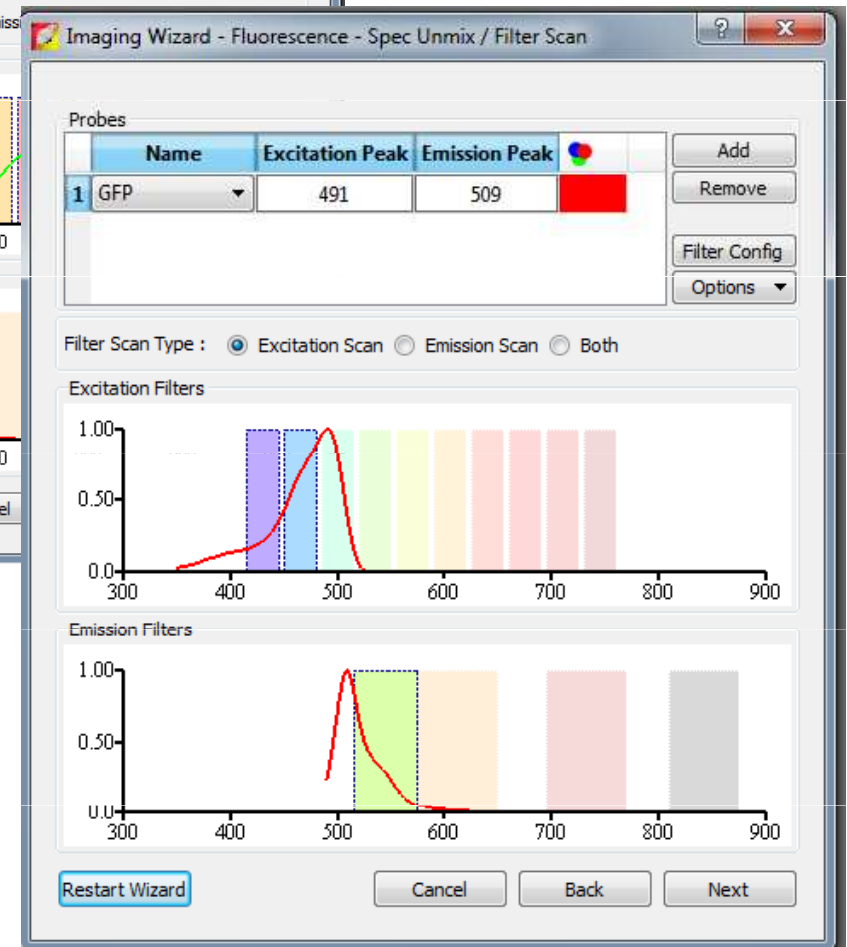 Imaging Wizard - Fluorescence - Spec Unmix / Filter Scan
Probes
Name Excitation Peak Emission Peak
1 GFP 491 509
Add
Remove
Filter Config
Options
Filter Scan Type : Excitation Scan Emission Scan Both
Excitation Filters
1.00
0.50
0.0
300 400 500 600 700 800 900
Emission Filters
1.00
0.50
0.0
300 400 500 600 700 800 900
Restart Wizard Cancel Back Next